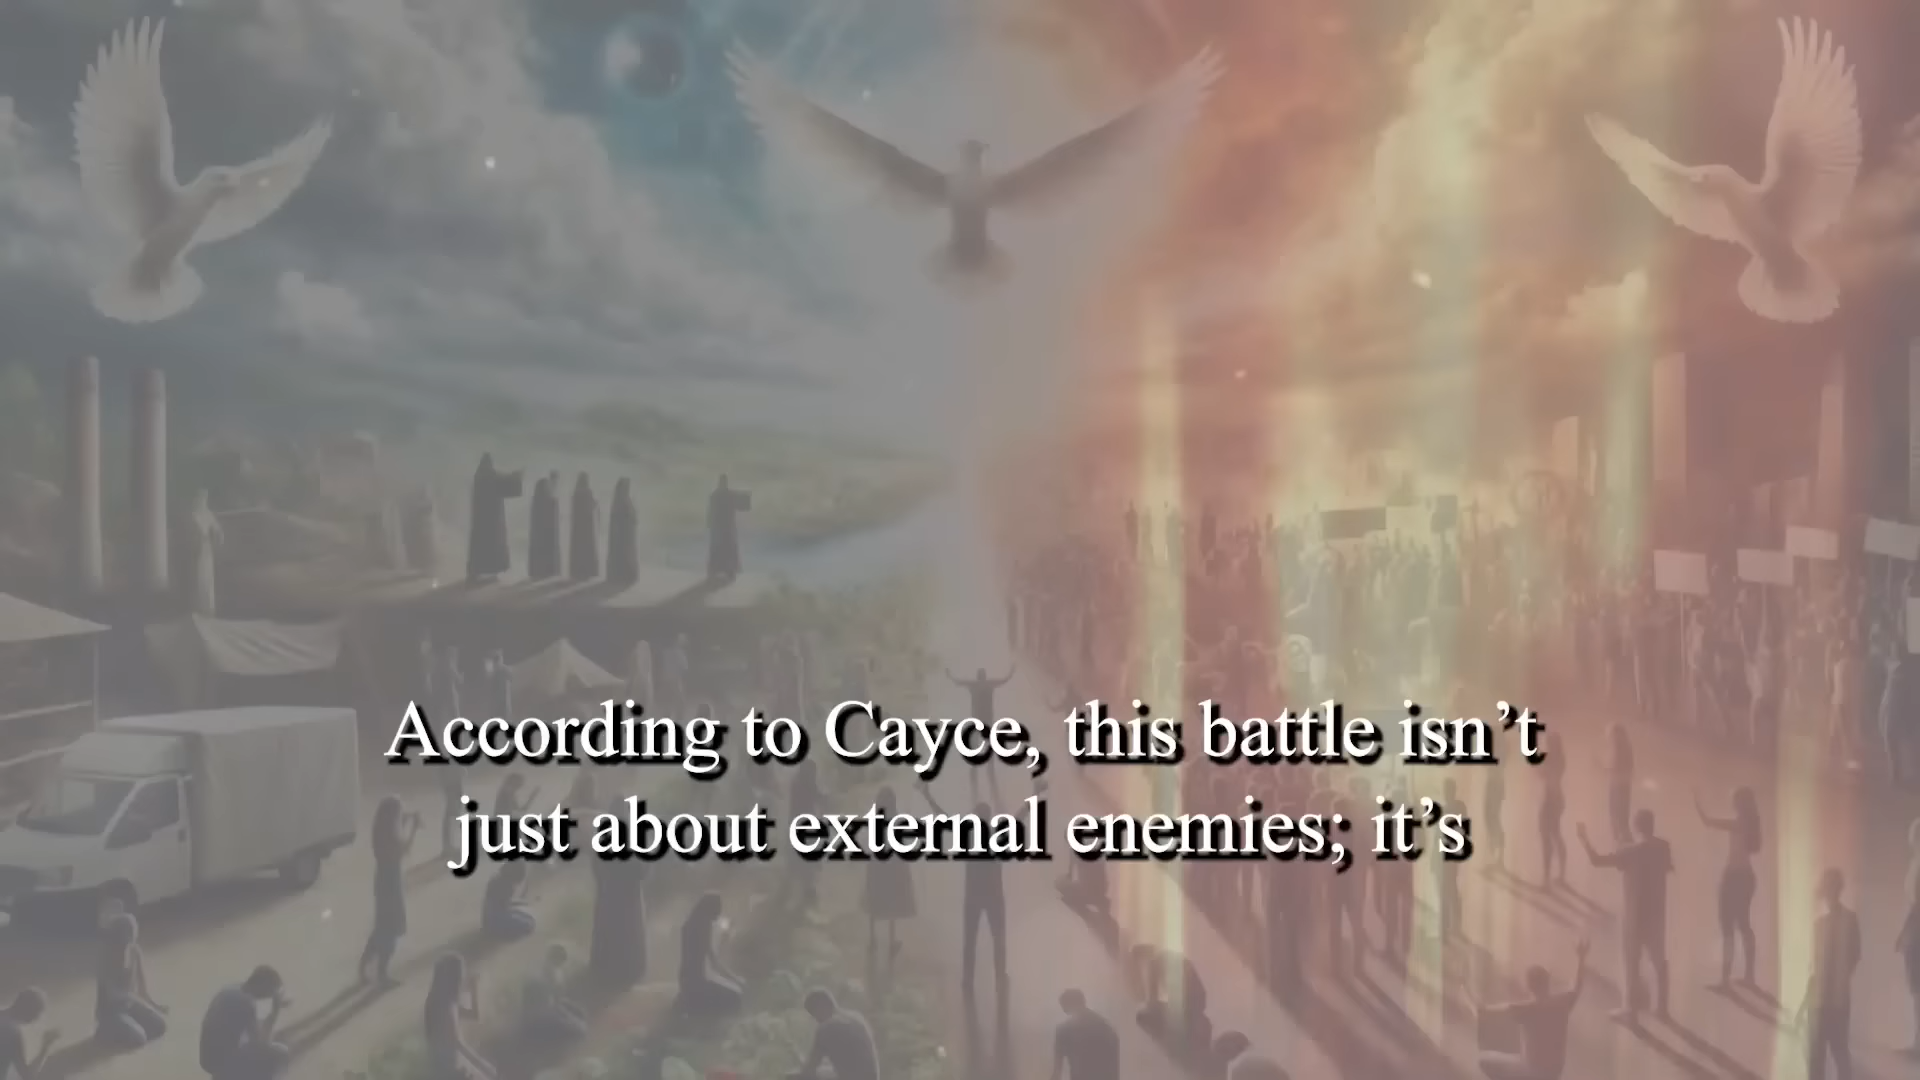 According to Cayce, this battle isn’t
just about external enemies; it’s